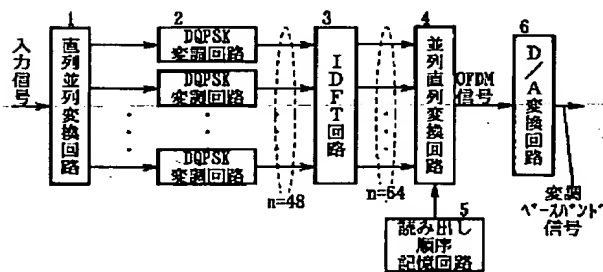 1
2
3
4
6
入力信号
直列並列変換回路
DQPSK
変調回路
DQPSK
変調回路
DQPSK
変調回路
n=48
IDFT回路
n=64
並列直列変換回路
OFDM
信号
D/A変換回路
変調
ベースバンド
信号
5
読み出し
順序
記憶回路